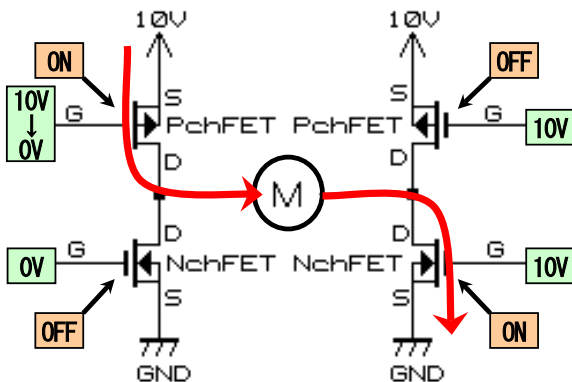 10V 10V
ON OFF
10V
↓
0V
G S S G
PchFET PchFET
10V
D D
M
D D
G G
0V NchFET NchFET 10V
S S
OFF ON
GND GND